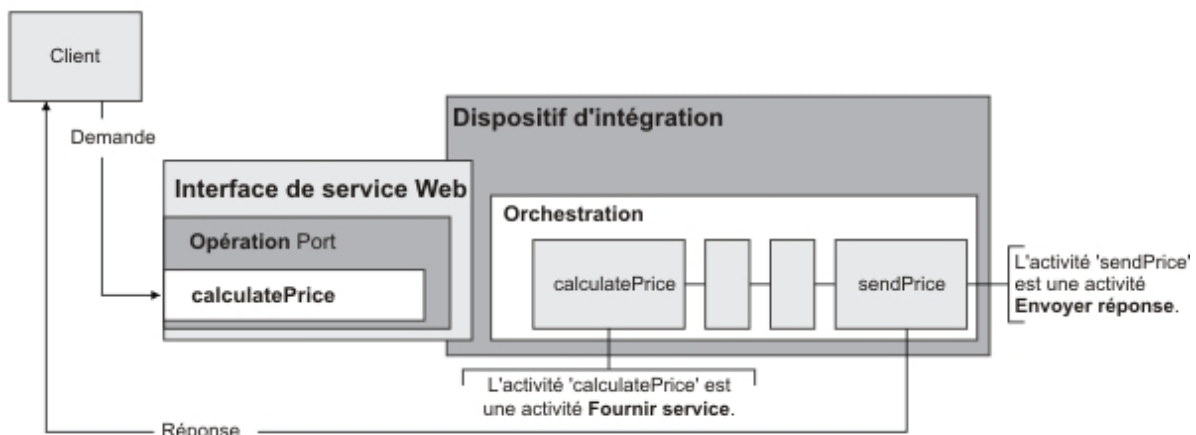 Client
Demande
Dispositif d'intégration
Interface de service Web
Orchestration
Opération Port
calculatePrice
calculatePrice
sendPrice
L'activité 'sendPrice'
est une activité
Envoyer réponse.
L'activité 'calculatePrice' est
une activité Fournir service.
Réponse